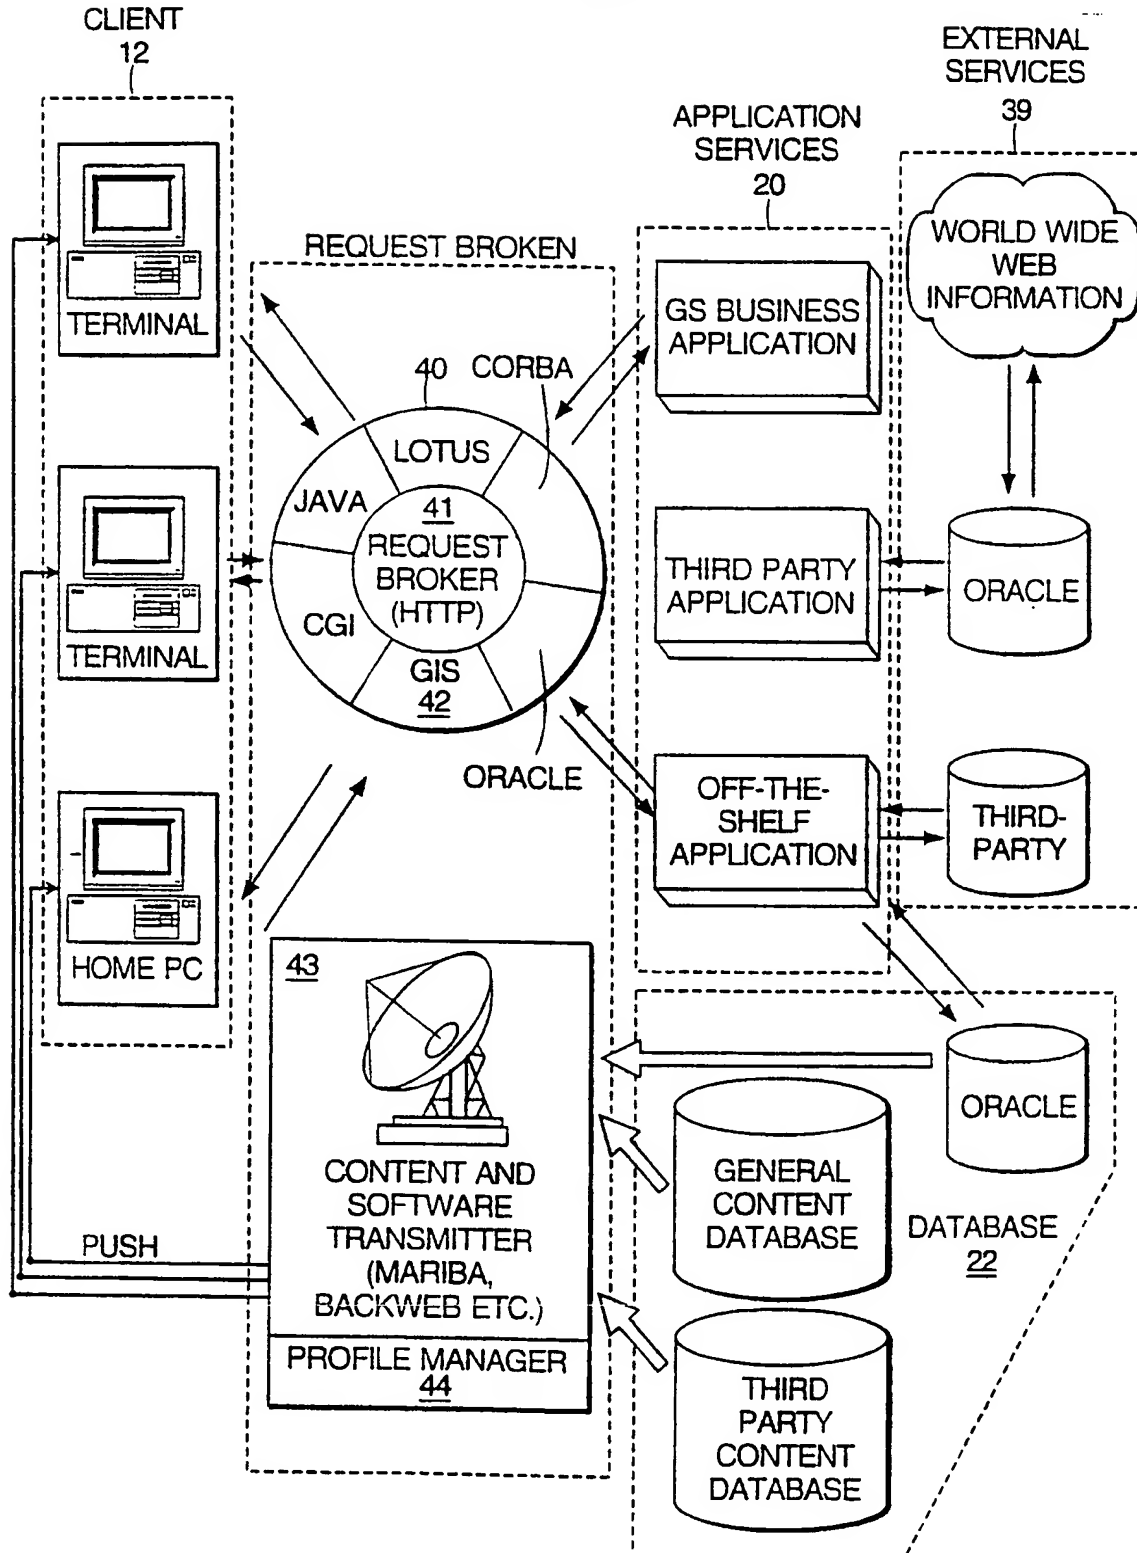 CLIENT
12
EXTERNAL
SERVICES
39
APPLICATION
SERVICES
20
REQUEST BROKEN
TERMINAL
TERMINAL
HOME PC
40
CORBA
LOTUS
JAVA
41
REQUEST
BROKER
(HTTP)
CGI
GIS
42
ORACLE
GS BUSINESS
APPLICATION
THIRD PARTY
APPLICATION
OFF-THE-
SHELF
APPLICATION
WORLD WIDE
WEB
INFORMATION
ORACLE
THIRD-
PARTY
43
CONTENT AND
SOFTWARE
TRANSMITTER
(MARIBA,
BACKWEB ETC.)
PROFILE MANAGER
44
PUSH
ORACLE
GENERAL
CONTENT
DATABASE
DATABASE
22
THIRD
PARTY
CONTENT
DATABASE